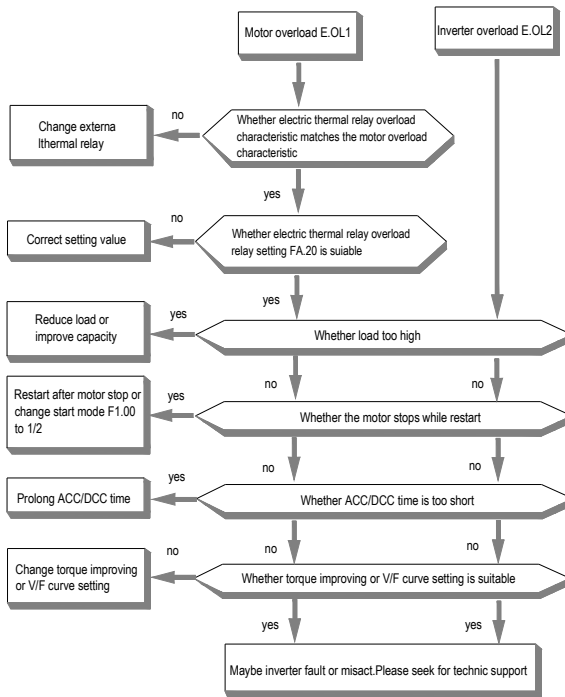 Motor overload E.OL1
Inverter overload E.OL2
no
Change externa
lthermal relay
Whether electric thermal relay overload
characteristic matches the motor overload
characteristic
yes
no
Correct setting value
Whether electric thermal relay overload
relay setting FA.20 is suiable
yes
Reduce load or
improve capacity
yes
Whether load too high
no
no
Restart after motor stop or
change start mode F1.00
to 1/2
yes
Whether the motor stops while restart
no
no
Prolong ACC/DCC time
yes
Whether ACC/DCC time is too short
no
no
Change torque improving
or V/F curve setting
no
Whether torque improving or V/F curve setting is suitable
yes
yes
Maybe inverter fault or misact.Please seek for technic support